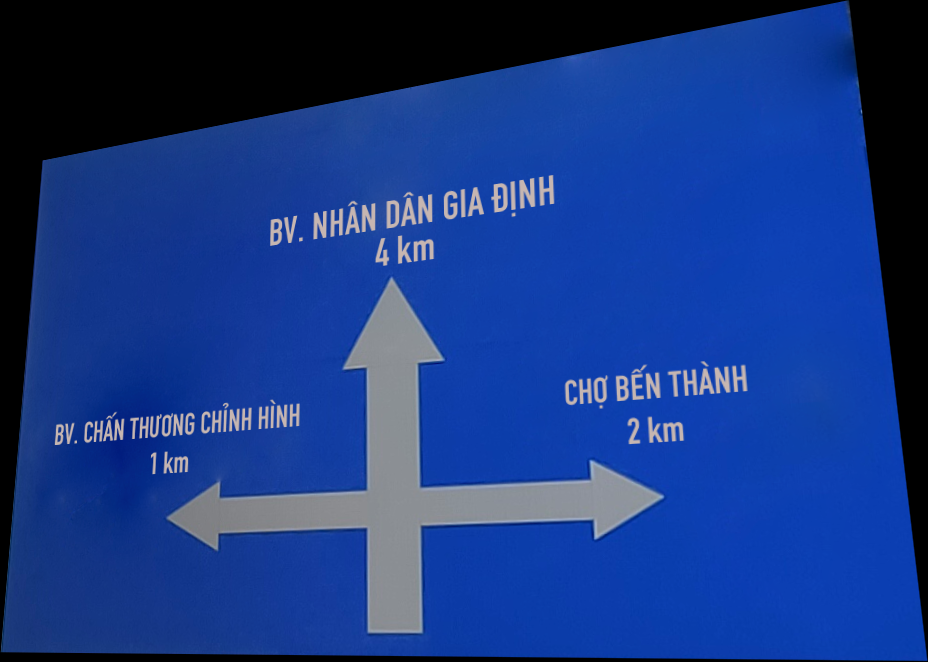 BV. NHÂN DÂN GIA ĐỊNH
4 km
BV. CHẤN THƯƠNG CHỈNH HÌNH
1 km
CHỢ BẾN THÀNH
2 km